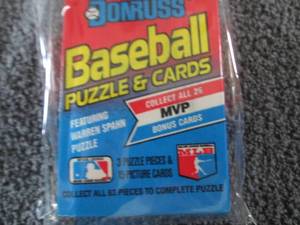 DONRUSS
Baseball
PUZZLE & CARDS
COLLECT ALL 26
MVP
BONUS CARDS
FEATURING
WARREN SPAHN
PUZZLE
3 PUZZLE PIECES &
15 PICTURE CARDS
COLLECT ALL 63 PIECES TO COMPLETE PUZZLE